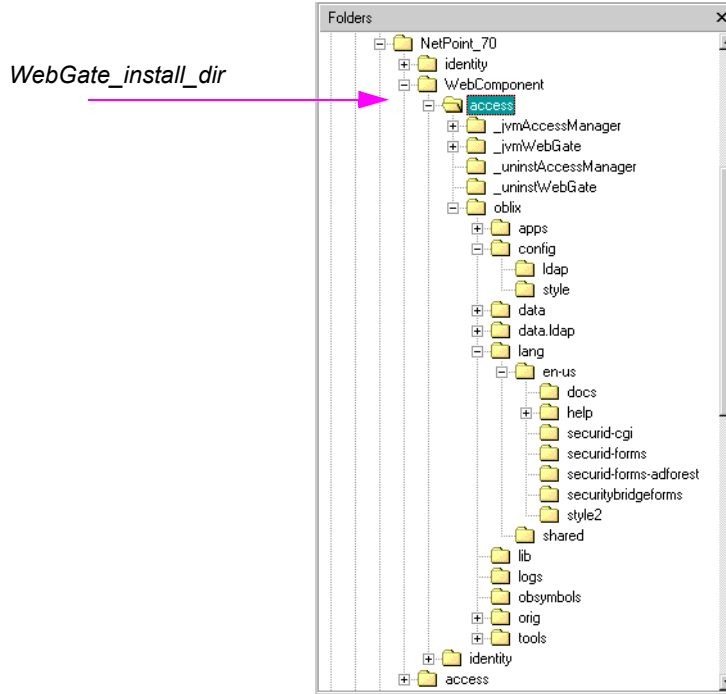 Folders
NetPoint_70
identity
WebGate_install_dir
WebComponent
access
_jvmAccessManager
_jvmWebGate
_uninstAccessManager
_uninstWebGate
oblix
apps
config
ldap
style
data
data.ldap
lang
en-us
docs
help
securid-cgi
securid-forms
securid-forms-adforest
securitybridgeforms
style2
shared
lib
logs
obsymbols
orig
tools
identity
access